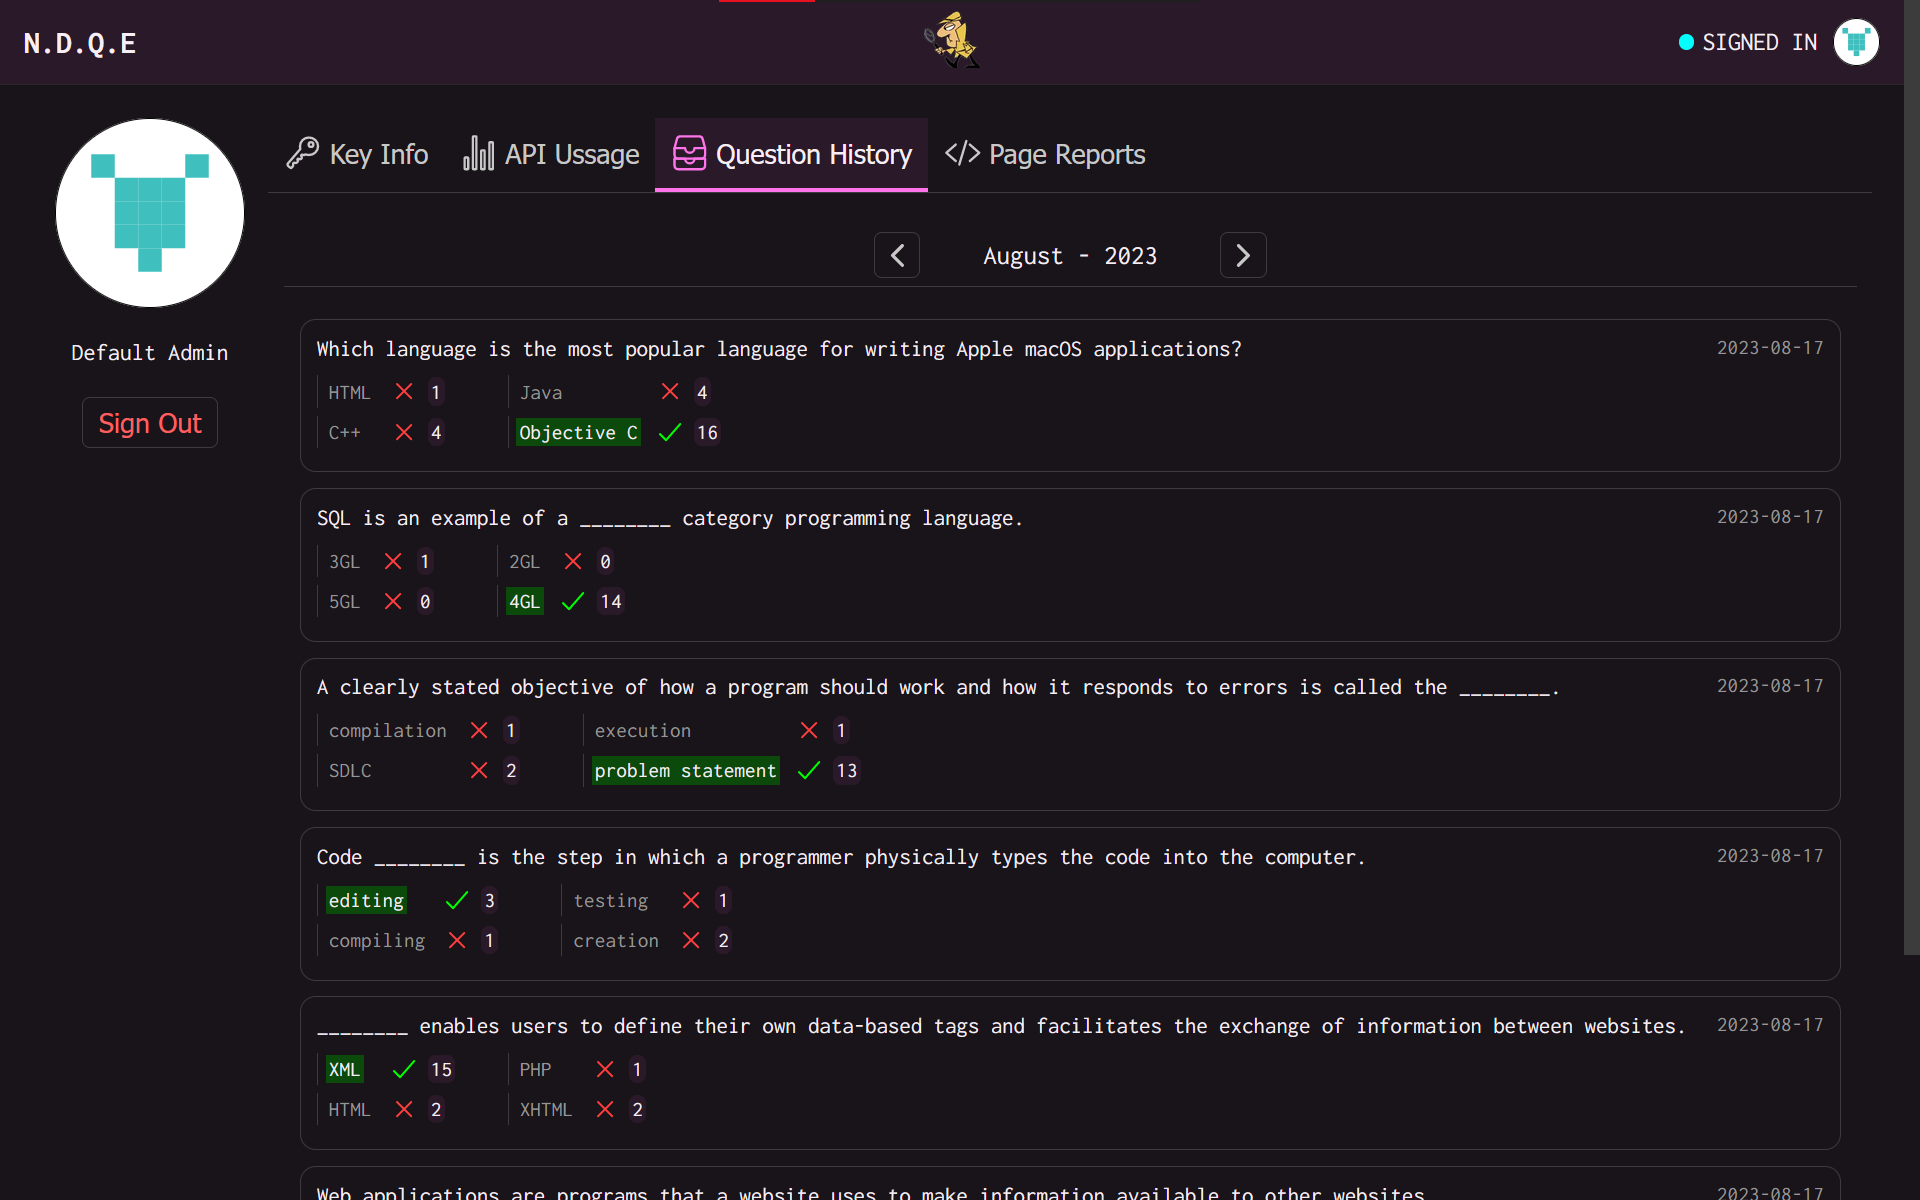 N.D.Q.E
SIGNED IN
Default Admin
Sign Out
Key Info
API Ussage
Question History
Page Reports
August - 2023
Which language is the most popular language for writing Apple macOS applications? 2023-08-17
HTML 1 Java 4
C++ 4 Objective C 16
SQL is an example of a ________ category programming language. 2023-08-17
3GL 1 2GL 0
5GL 0 4GL 14
A clearly stated objective of how a program should work and how it responds to errors is called the ________. 2023-08-17
compilation 1 execution 1
SDLC 2 problem statement 13
Code ________ is the step in which a programmer physically types the code into the computer. 2023-08-17
editing 3 testing 1
compiling 1 creation 2
________ enables users to define their own data-based tags and facilitates the exchange of information between websites. 2023-08-17
XML 15 PHP 1
HTML 2 XHTML 2
Web applications are programs that a website uses to make information available to other websites 2023-08-17